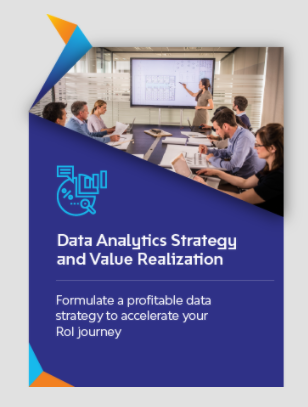 Data Analytics Strategy
and Value Realization
Formulate a profitable data
strategy to accelerate your
RoI journey